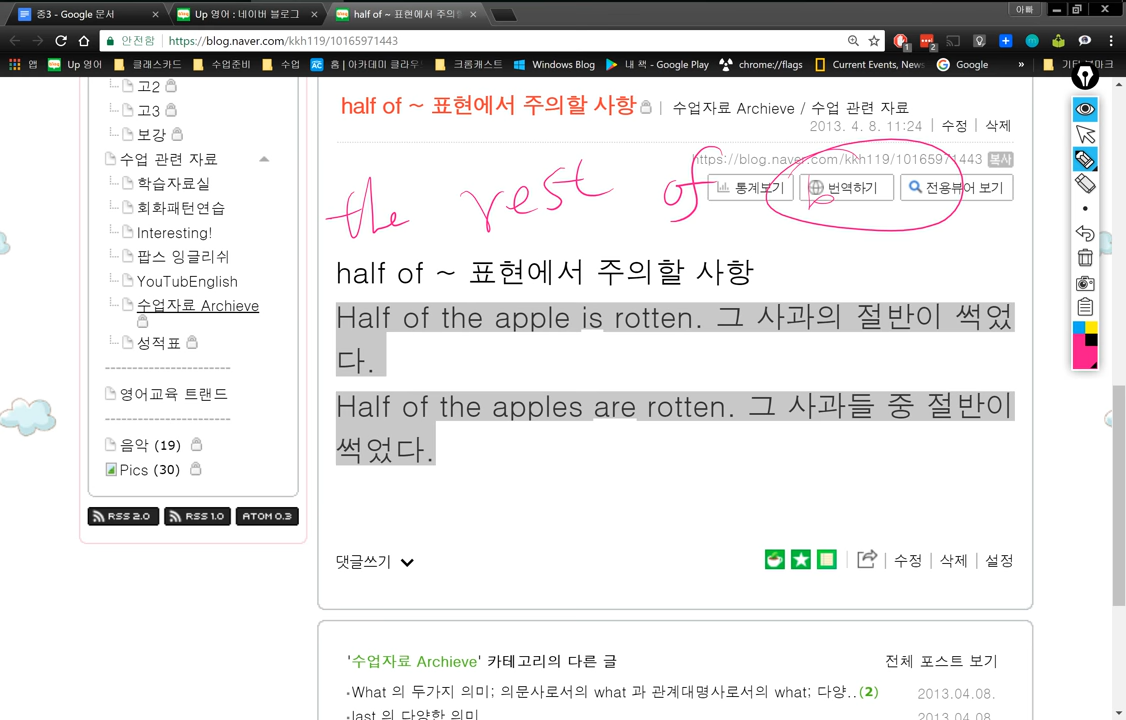 중3 - Google 문서
Up 영어 : 네이버 블로그
half of ~ 표현에서 주의할
아빠
안전함 | https://blog.naver.com/kkh119/10165971443
앱 Up 영어 클래스카드 수업준비 수업 홈 | 아카데미 클라우 크롬캐스트 Windows Blog 내 책 - Google Play chrome://flags Current Events, News Google » 기타 북마크
고2
고3
보강
수업 관련 자료
학습자료실
회화패턴연습
Interesting!
팝스 잉글리쉬
YouTubEnglish
수업자료 Archieve
성적표
영어교육 트랜드
음악 (19)
Pics (30)
RSS 2.0 RSS 1.0 ATOM 0.3
half of ~ 표현에서 주의할 사항 | 수업자료 Archieve / 수업 관련 자료
2013. 4. 8. 11:24 | 수정 | 삭제
https://blog.naver.com/kkh119/10165971443 복사
통계보기 번역하기 전용뷰어 보기
the rest of
half of ~ 표현에서 주의할 사항
Half of the apple is rotten. 그 사과의 절반이 썩었
다.
Half of the apples are rotten. 그 사과들 중 절반이
썩었다.
댓글쓰기 수정 | 삭제 | 설정
'수업자료 Archieve' 카테고리의 다른 글 전체 포스트 보기
What 의 두가지 의미; 의문사로서의 what 과 관계대명사로서의 what; 다양..(2) 2013.04.08.
last 의 다양한 의미 2013.04.08.